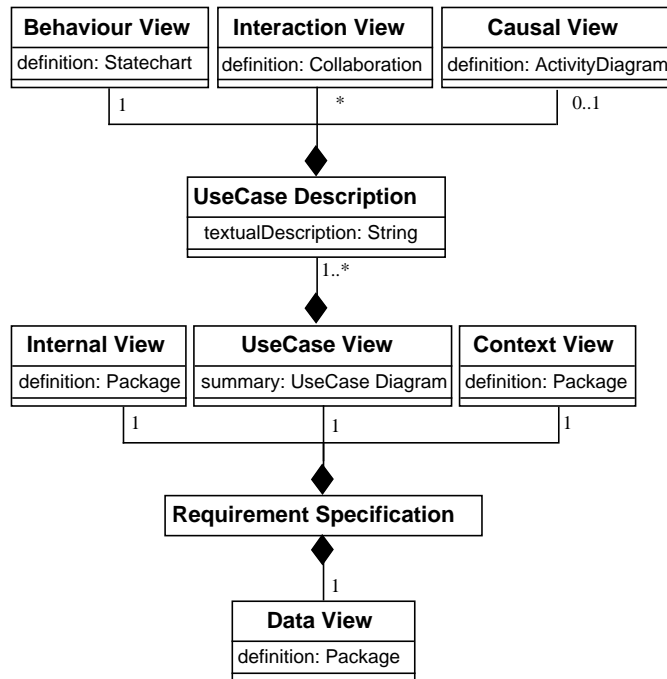 Behaviour View
definition: Statechart
Interaction View
definition: Collaboration
Causal View
definition: ActivityDiagram
1
*
0..1
UseCase Description
textualDescription: String
1..*
Internal View
definition: Package
UseCase View
summary: UseCase Diagram
Context View
definition: Package
1
1
1
Requirement Specification
1
Data View
definition: Package